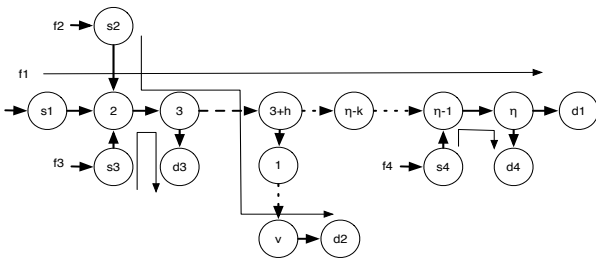 f2 s2
f1
s1 2 3 3+h η-k η-1 η d1
f3 s3 d3 1 f4 s4 d4
v d2